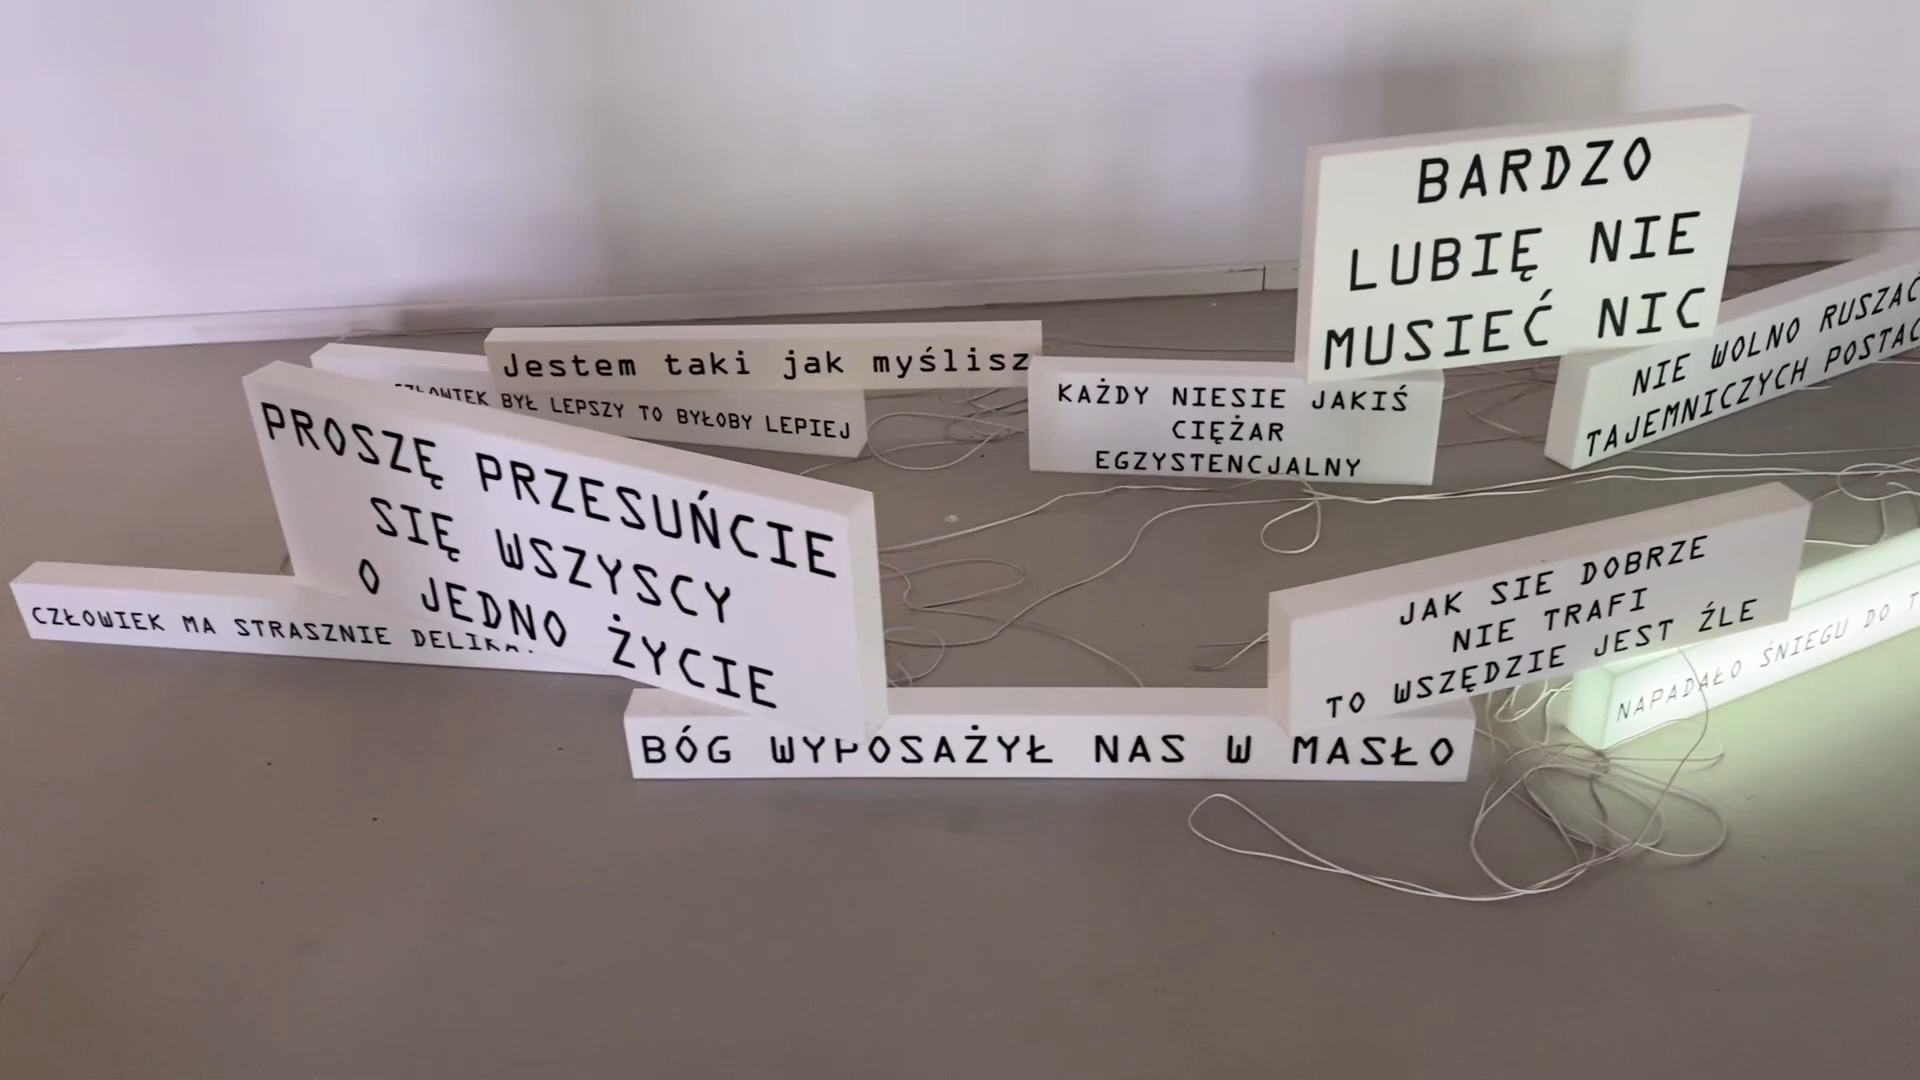 BARDZO
LUBIĘ NIE
MUSIEĆ NIC
NIE WOLNO RUSZAĆ
TAJEMNICZYCH
Jestem taki jak myślisz
BYŁ LEPSZY TO BYŁOBY LEPIEJ
KAŻDY NIESIE JAKIŚ
CIĘŻAR
EGZYSTENCJALNY
PROSZĘ PRZESUŃCIE
SIĘ WSZYSCY
O JEDNO ŻYCIE
CZŁOWIEK MA STRASZNIE
JAK SIE DOBRZE
NIE TRAFI
TO WSZĘDZIE JEST ŹLE
NAPADAŁO ŚNIEGU DO
BÓG WYPOSAŻYŁ NAS W MASŁO